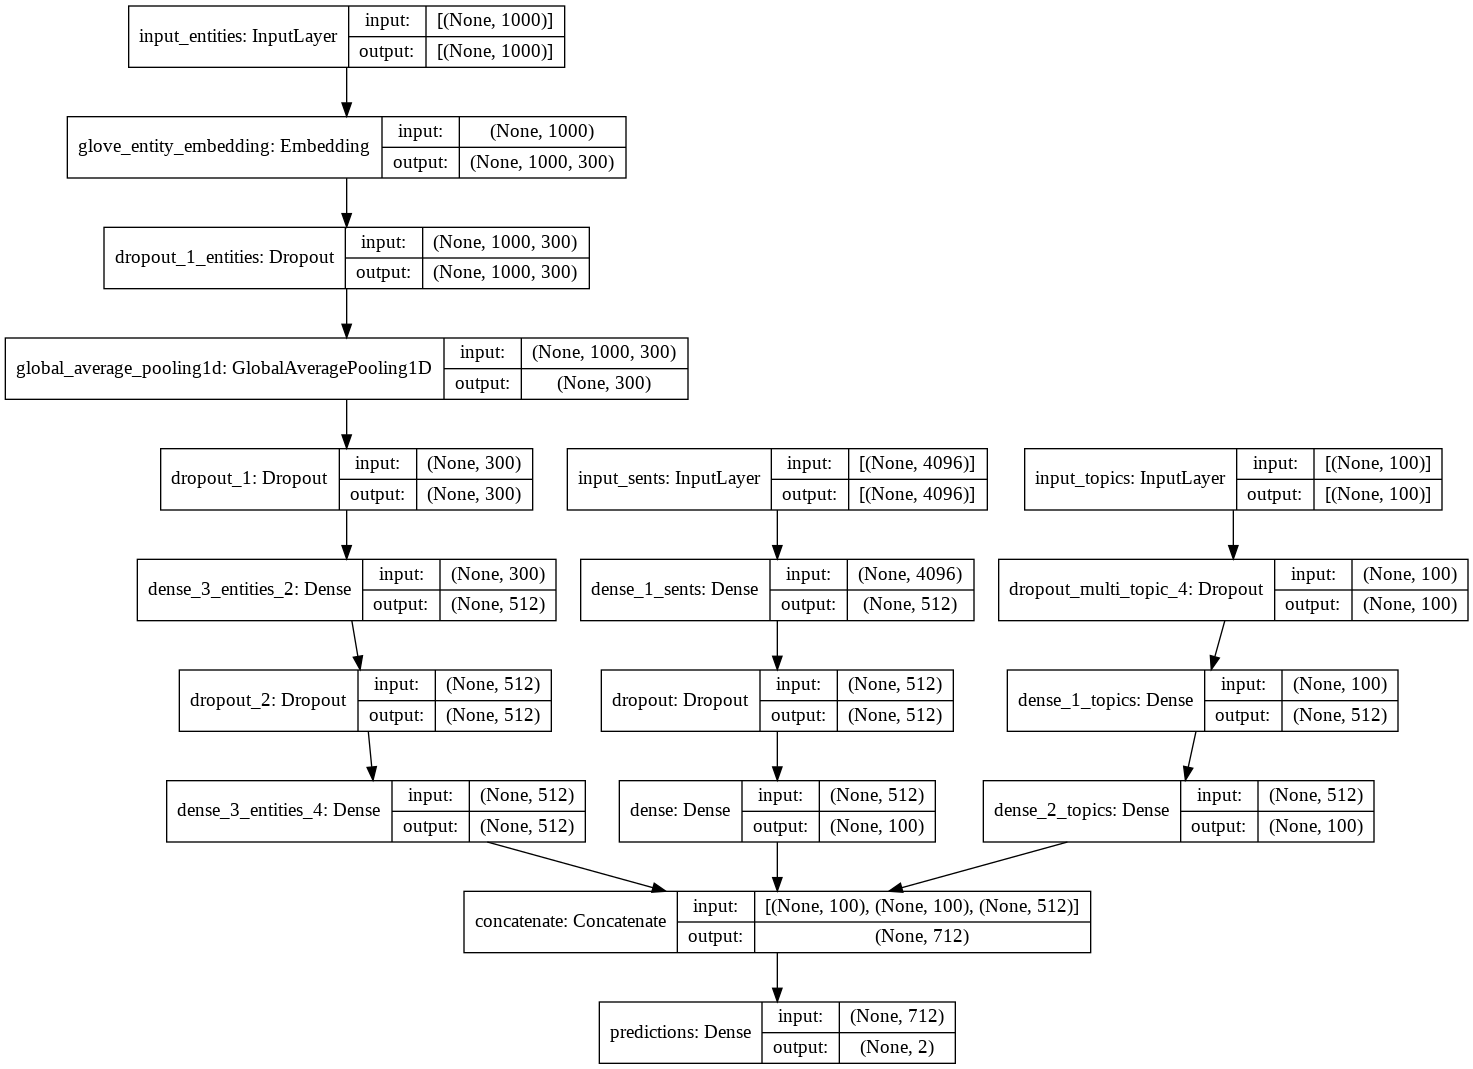 input_entities: InputLayer
input:
[(None, 1000)]
output:
[(None, 1000)]
glove_entity_embedding: Embedding
input:
(None, 1000)
output:
(None, 1000, 300)
dropout_1_entities: Dropout
input:
(None, 1000, 300)
output:
(None, 1000, 300)
global_average_pooling1d: GlobalAveragePooling1D
input:
(None, 1000, 300)
output:
(None, 300)
dropout_1: Dropout
input:
(None, 300)
output:
(None, 300)
input_sents: InputLayer
input:
[(None, 4096)]
output:
[(None, 4096)]
input_topics: InputLayer
input:
[(None, 100)]
output:
[(None, 100)]
dense_3_entities_2: Dense
input:
(None, 300)
output:
(None, 512)
dense_1_sents: Dense
input:
(None, 4096)
output:
(None, 512)
dropout_multi_topic_4: Dropout
input:
(None, 100)
output:
(None, 100)
dropout_2: Dropout
input:
(None, 512)
output:
(None, 512)
dropout: Dropout
input:
(None, 512)
output:
(None, 512)
dense_1_topics: Dense
input:
(None, 100)
output:
(None, 512)
dense_3_entities_4: Dense
input:
(None, 512)
output:
(None, 512)
dense: Dense
input:
(None, 512)
output:
(None, 100)
dense_2_topics: Dense
input:
(None, 512)
output:
(None, 100)
concatenate: Concatenate
input:
[(None, 100), (None, 100), (None, 512)]
output:
(None, 712)
predictions: Dense
input:
(None, 712)
output:
(None, 2)